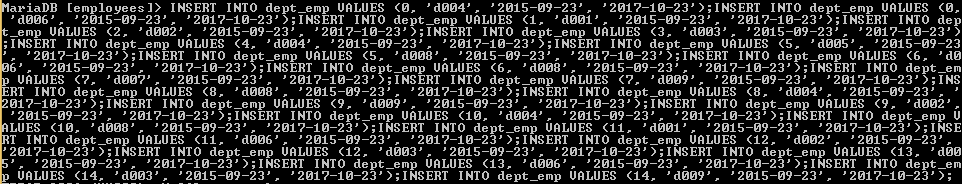 MariaDB [employees]> INSERT INTO dept_emp VALUES (0, 'd004', '2015-09-23', '2017-10-23');INSERT INTO dept_emp VALUES (0,
 'd006', '2015-09-23', '2017-10-23');INSERT INTO dept_emp VALUES (1, 'd001', '2015-09-23', '2017-10-23');INSERT INTO dep
t_emp VALUES (2, 'd002', '2015-09-23', '2017-10-23');INSERT INTO dept_emp VALUES (3, 'd003', '2015-09-23', '2017-10-23')
;INSERT INTO dept_emp VALUES (4, 'd004', '2015-09-23', '2017-10-23');INSERT INTO dept_emp VALUES (5, 'd005', '2015-09-23
', '2017-10-23');INSERT INTO dept_emp VALUES (5, 'd008', '2015-09-23', '2017-10-23');INSERT INTO dept_emp VALUES (6, 'd0
06', '2015-09-23', '2017-10-23');INSERT INTO dept_emp VALUES (6, 'd008', '2015-09-23', '2017-10-23');INSERT INTO dept_em
p VALUES (7, 'd007', '2015-09-23', '2017-10-23');INSERT INTO dept_emp VALUES (7, 'd009', '2015-09-23', '2017-10-23');INS
ERT INTO dept_emp VALUES (8, 'd008', '2015-09-23', '2017-10-23');INSERT INTO dept_emp VALUES (8, 'd004', '2015-09-23', '
2017-10-23');INSERT INTO dept_emp VALUES (9, 'd009', '2015-09-23', '2017-10-23');INSERT INTO dept_emp VALUES (9, 'd002',
 '2015-09-23', '2017-10-23');INSERT INTO dept_emp VALUES (10, 'd004', '2015-09-23', '2017-10-23');INSERT INTO dept_emp V
ALUES (10, 'd008', '2015-09-23', '2017-10-23');INSERT INTO dept_emp VALUES (11, 'd001', '2015-09-23', '2017-10-23');INSE
RT INTO dept_emp VALUES (11, 'd006', '2015-09-23', '2017-10-23');INSERT INTO dept_emp VALUES (12, 'd002', '2015-09-23', 
'2017-10-23');INSERT INTO dept_emp VALUES (12, 'd003', '2015-09-23', '2017-10-23');INSERT INTO dept_emp VALUES (13, 'd00
5', '2015-09-23', '2017-10-23');INSERT INTO dept_emp VALUES (13, 'd006', '2015-09-23', '2017-10-23');INSERT INTO dept_em
p VALUES (14, 'd003', '2015-09-23', '2017-10-23');INSERT INTO dept_emp VALUES (14, 'd009', '2015-09-23', '2017-10-23');